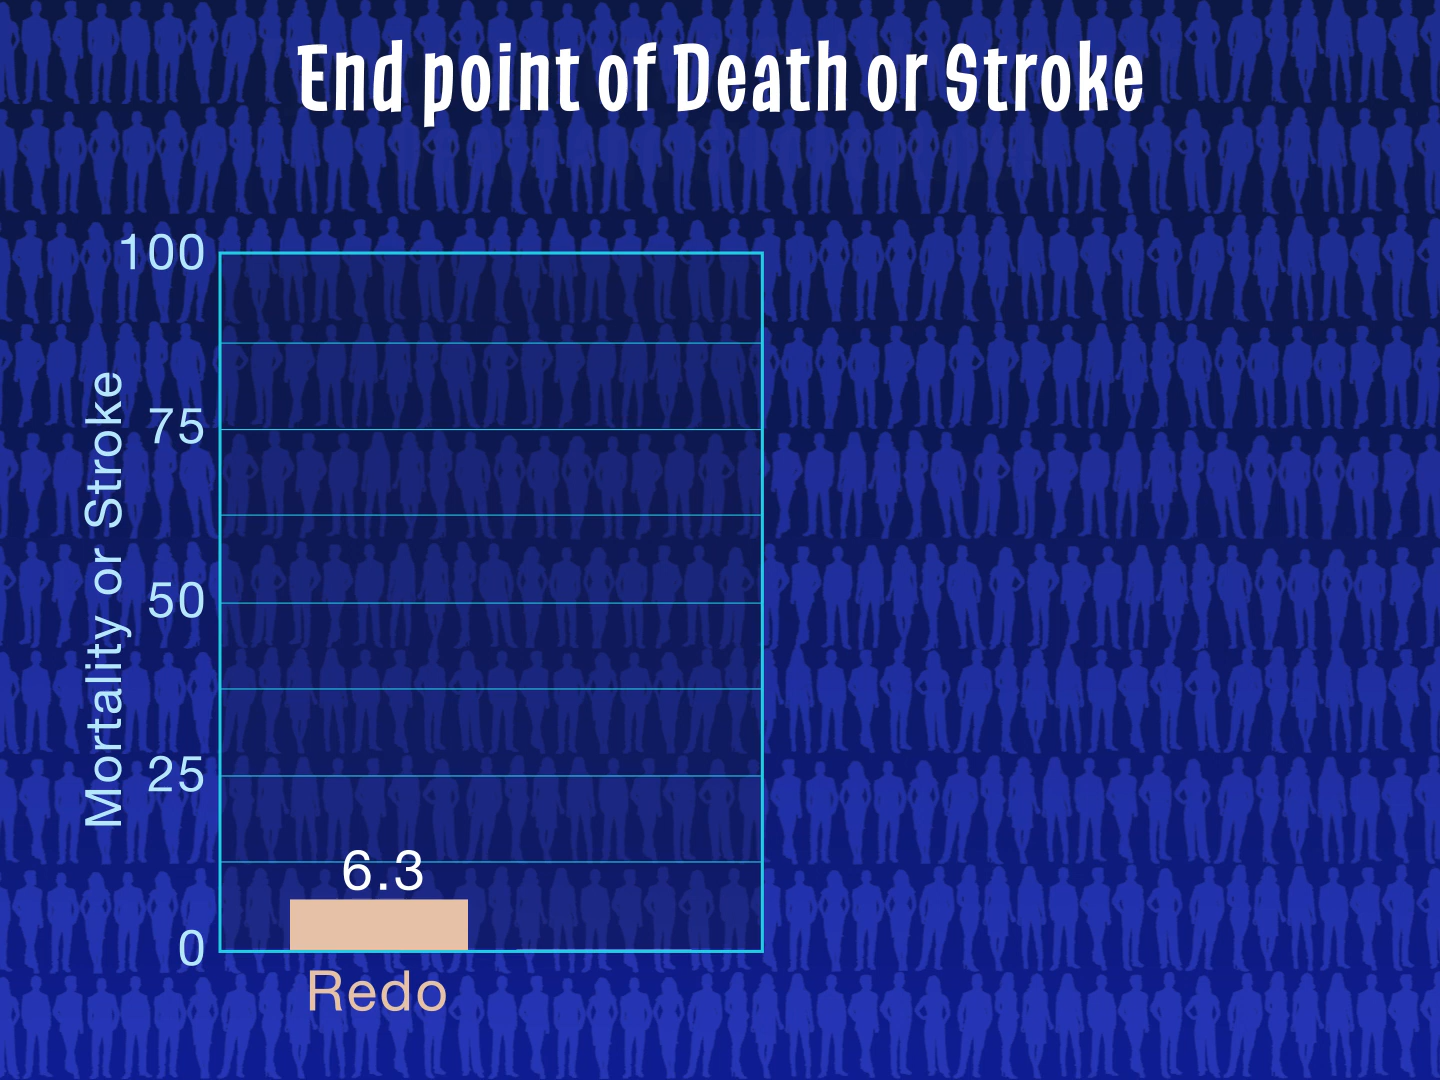 End point of Death or Stroke
Mortality or Stroke
100
75
50
25
0
6.3
Redo